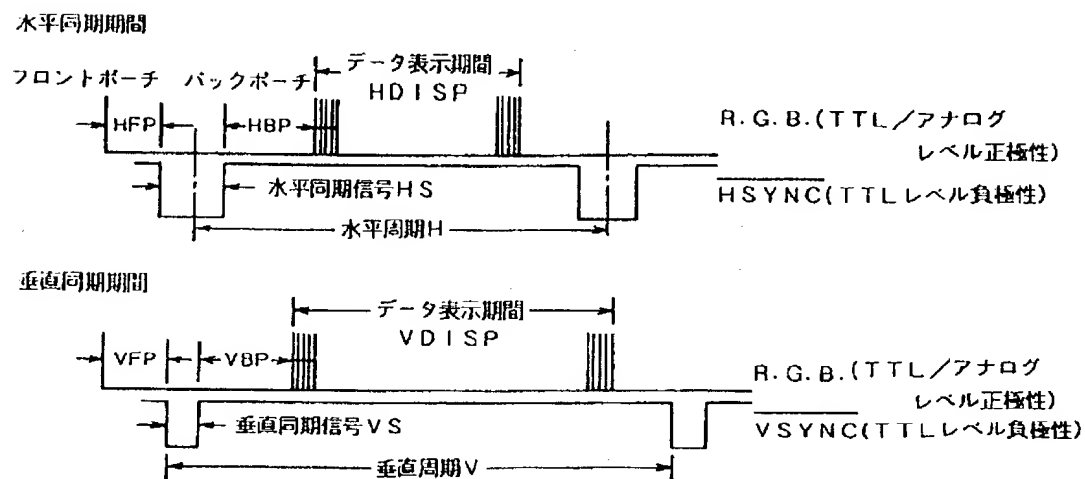 水平同期期間
フロントポーチ バックポーチ データ表示期間
HDISP
HFP HBP
R.G.B.(TTL/アナログ
レベル正極性)
水平同期信号HS
HSYNC(TTLレベル負極性)
水平周期H
垂直同期期間
データ表示期間
VDISP
VFP VBP
R.G.B.(TTL/アナログ
レベル正極性)
垂直同期信号VS
VSYNC(TTLレベル負極性)
垂直周期V